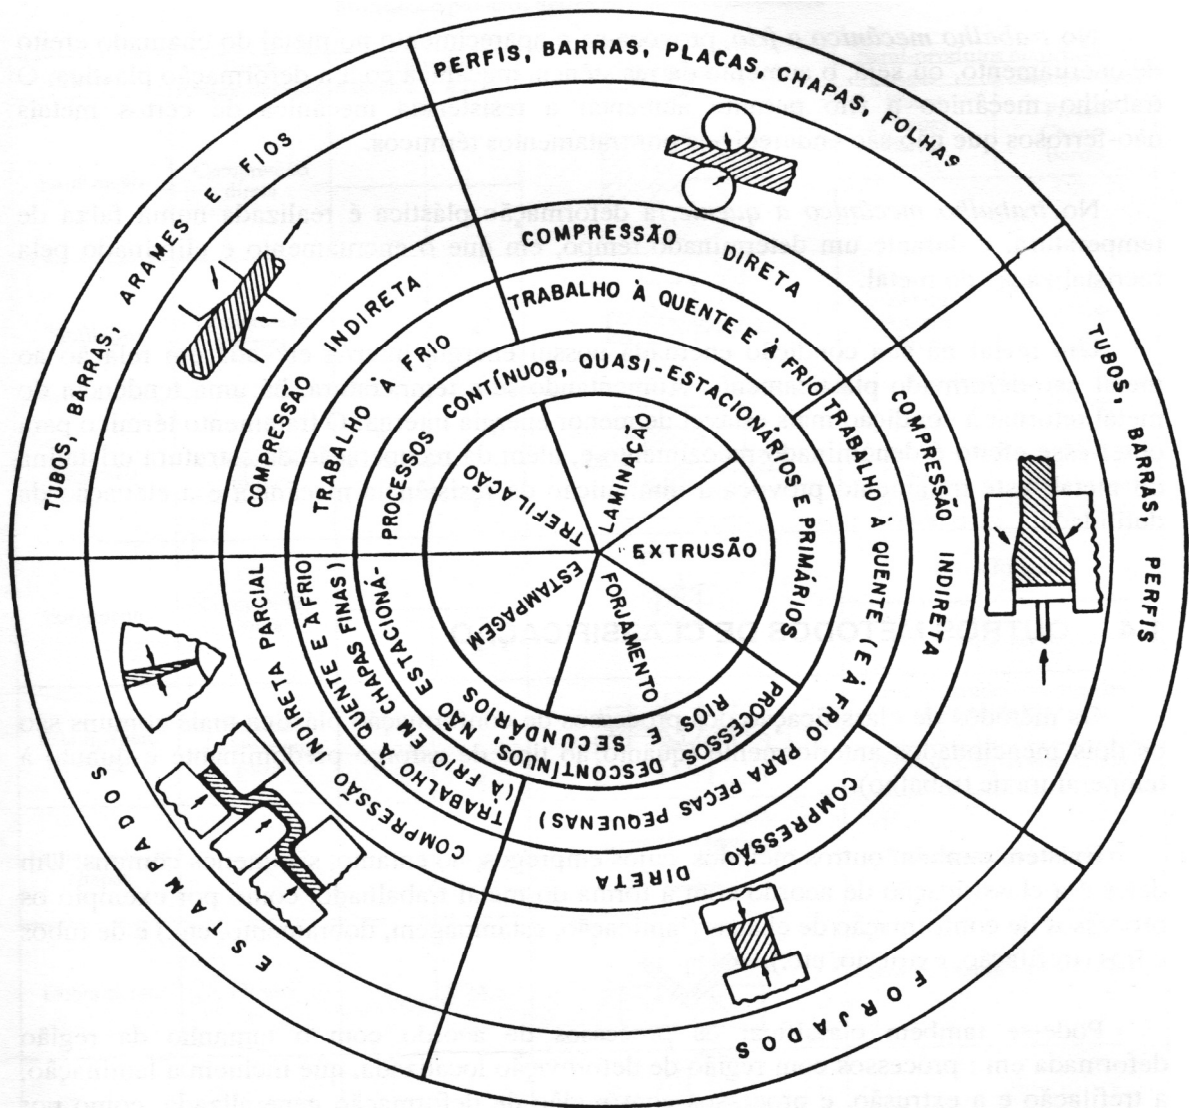 PERFIS, BARRAS, PLACAS, CHAPAS, FOLHAS
TUBOS, BARRAS, ARAMES E FIOS
TUBOS, BARRAS E PERFIS
ESTAMPADOS
FORJADOS
COMPRESSÃO DIRETA
COMPRESSÃO INDIRETA
COMPRESSÃO INDIRETA
COMPRESSÃO INDIRETA PARCIAL
COMPRESSÃO DIRETA
TRABALHO À QUENTE E À FRIO
TRABALHO À FRIO
TRABALHO À QUENTE (E À FRIO PARA PEÇAS PEQUENAS)
TRABALHO A QUENTE E À FRIO
(À FRIO EM CHAPAS FINAS)
PROCESSOS CONTÍNUOS, QUASI-ESTACIONÁRIOS E PRIMÁRIOS
PROCESSOS DESCONTÍNUOS NÃO ESTACIONÁ-
RIOS E SECUNDÁRIOS
LAMINAÇÃO
TREFILAÇÃO
EXTRUSÃO
ESTAMPAGEM
FORJAMENTO